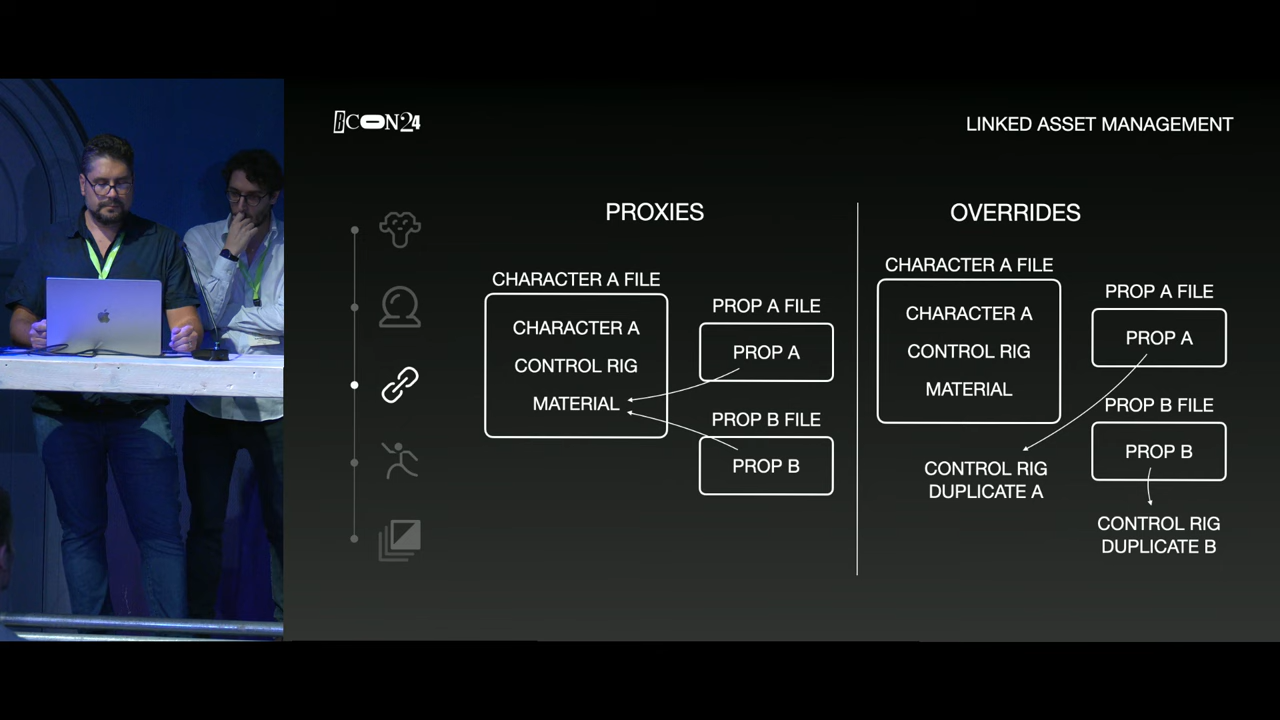 BCON24
LINKED ASSET MANAGEMENT
PROXIES
CHARACTER A FILE
CHARACTER A
CONTROL RIG
MATERIAL
PROP A FILE
PROP A
PROP B FILE
PROP B
OVERRIDES
CHARACTER A FILE
CHARACTER A
CONTROL RIG
MATERIAL
PROP A FILE
PROP A
PROP B FILE
PROP B
CONTROL RIG
DUPLICATE A
CONTROL RIG
DUPLICATE B